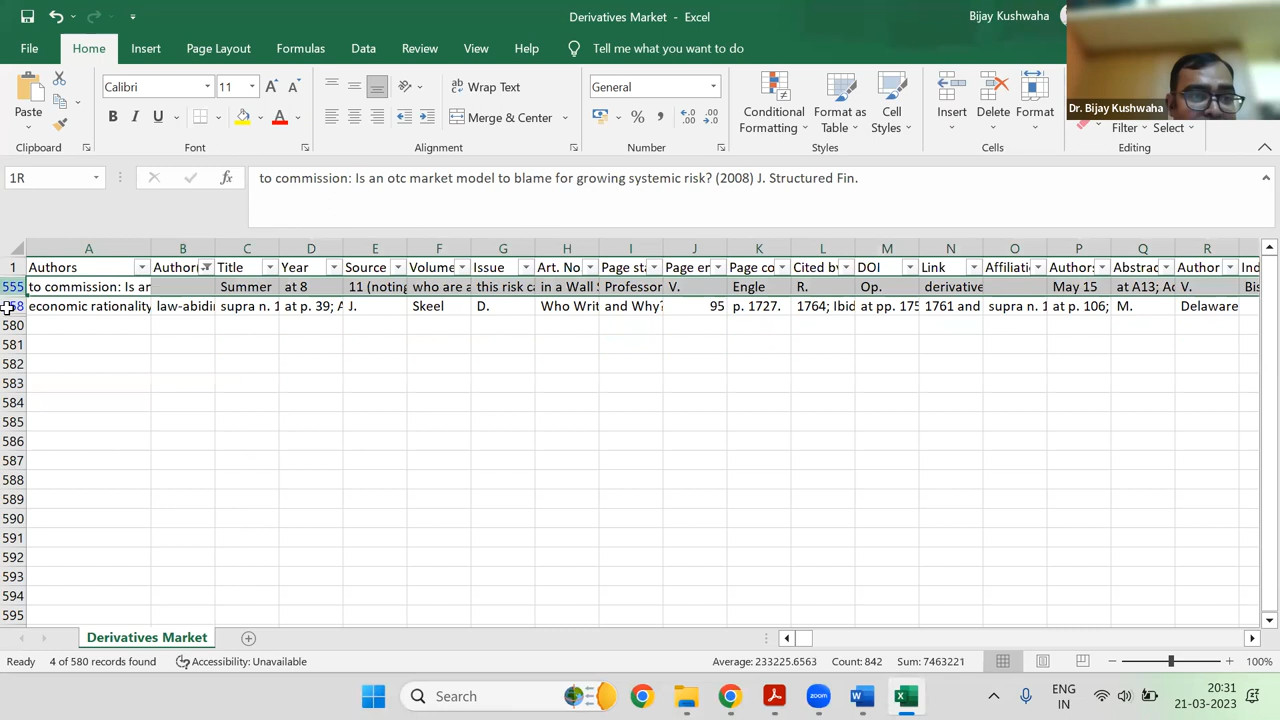 Derivatives Market - Excel
Bijay Kushwaha
File Home Insert Page Layout Formulas Data Review View Help Tell me what you want to do
Dr. Bijay Kushwaha
Paste
Calibri 11
B I U
Wrap Text
Merge & Center
General
Conditional Formatting
Format as Table
Cell Styles
Insert Delete Format
Filter Select
Clipboard Font Alignment Number Styles Cells Editing
1R
fx
to commission: Is an otc market model to blame for growing systemic risk? (2008) J. Structured Fin.
A B C D E F G H I J K L M N O P Q R
1 Authors Author( Title Year Source Volume Issue Art. No Page sta Page en Page co Cited by DOI Link Affiliatio Authors Abstrac Author Ind
555 to commission: Is an Summer at 8 11 (noting who are a this risk ca in a Wall S Professor V. Engle R. Op. derivative May 15 at A13; Ac V. Bis
economic rationality law-abidin supra n. 1 at p. 39; A J. Skeel D. Who Writ and Why? 95 p. 1727. 1764; Ibid at pp. 175 1761 and supra n. 1 at p. 106; M. Delaware
580
581
582
583
584
585
586
587
588
589
590
591
592
593
594
595
Derivatives Market
Ready 4 of 580 records found Accessibility: Unavailable Average: 233225.6563 Count: 842 Sum: 7463221 100%
Search
ENG
IN
20:31
21-03-2023